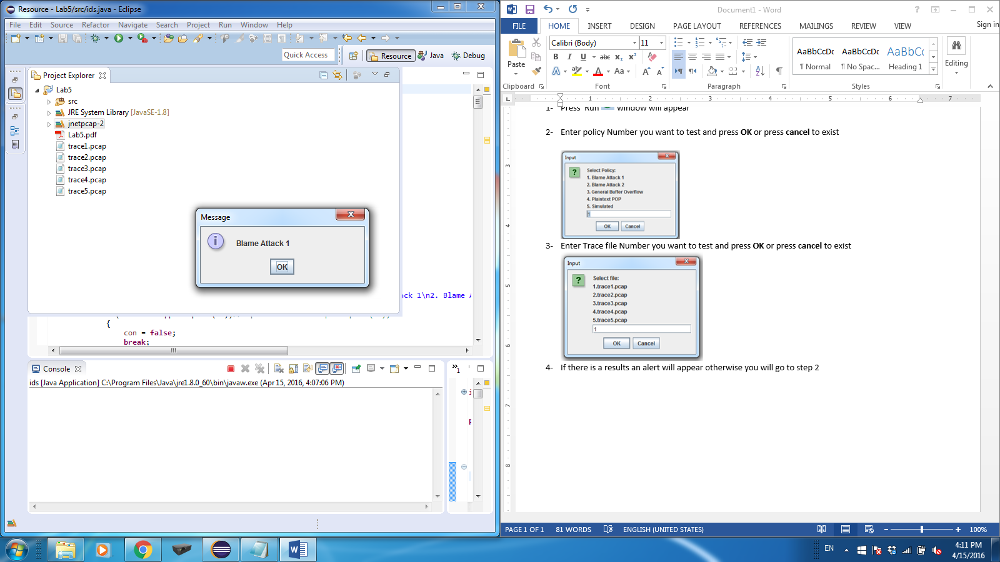 Resource - Lab5/src/ids.java - Eclipse
File Edit Source Refactor Navigate Search Project Run Window Help
Quick Access
Resource Java Debug
Project Explorer
Lab5
src
JRE System Library [JavaSE-1.8]
jnetpcap-2
Lab5.pdf
trace1.pcap
trace2.pcap
trace3.pcap
trace4.pcap
trace5.pcap
Message
Blame Attack 1
OK
ack 1\n2. Blame A
{
con = false;
break;
Console
ids [Java Application] C:\Program Files\Java\jre1.8.0_60\bin\javaw.exe (Apr 15, 2016, 4:07:06 PM)
Document1 - Word
FILE HOME INSERT DESIGN PAGE LAYOUT REFERENCES MAILINGS REVIEW VIEW Sign in
Paste
Clipboard
Calibri (Body) 11
Font
Paragraph
AaBbCcDc AaBbCcDc AaBbCc
¶ Normal ¶ No Spac... Heading 1
Styles
Editing
1- Press Run window will appear
2- Enter policy Number you want to test and press OK or press cancel to exist
Input
Select Policy:
1. Blame Attack 1
2. Blame Attack 2
3. General Buffer Overflow
4. Plaintext POP
5. Simulated
1
OK Cancel
3- Enter Trace file Number you want to test and press OK or press cancel to exist
Input
Select file:
1.trace1.pcap
2.trace2.pcap
3.trace3.pcap
4.trace4.pcap
5.trace5.pcap
1
OK Cancel
4- If there is a results an alert will appear otherwise you will go to step 2
PAGE 1 OF 1 81 WORDS ENGLISH (UNITED STATES) 100%
EN
4:11 PM
4/15/2016